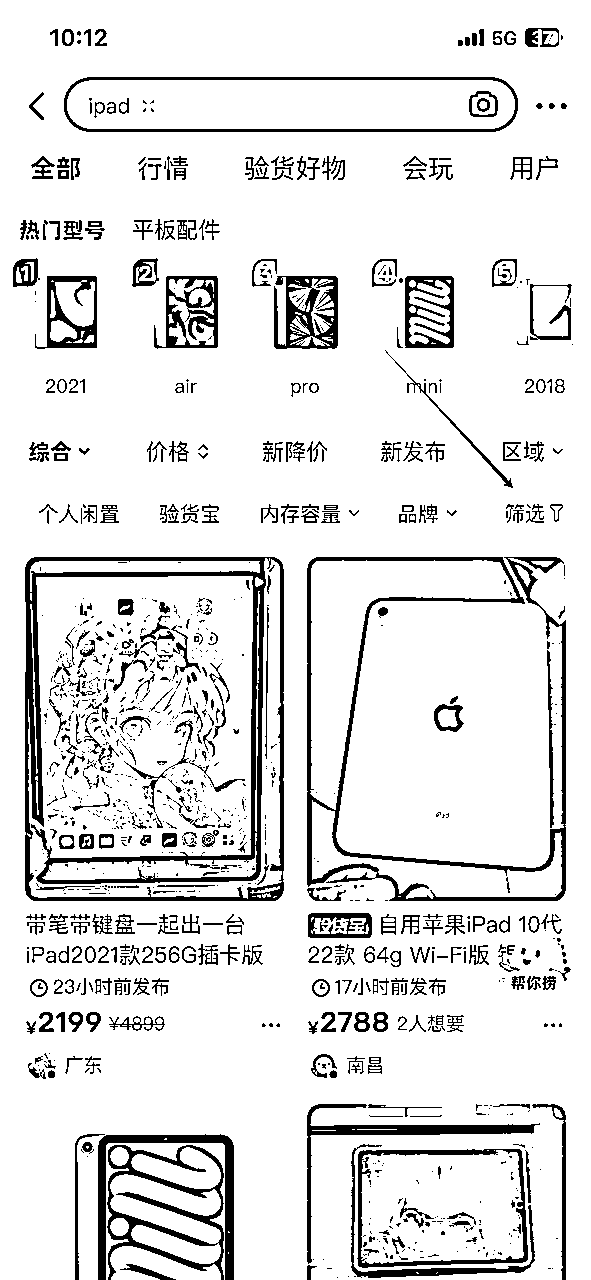 10:12 5G 37
ipad
全部 行情 验货好物 会玩 用户
热门型号 平板配件
1 2 3 4 5
mini
2021 air pro mini 2018
综合 价格 新降价 新发布 区域
个人闲置 验货宝 内存容量 品牌 筛选
iPad
带笔带键盘一起出一台 验货宝 自用苹果iPad 10代
iPad2021款256G插卡版 22款 64g Wi-Fi版
帮你捞
23小时前发布 17小时前发布
¥2199 ¥4899 ··· ¥2788 2人想要 ···
广东 南昌